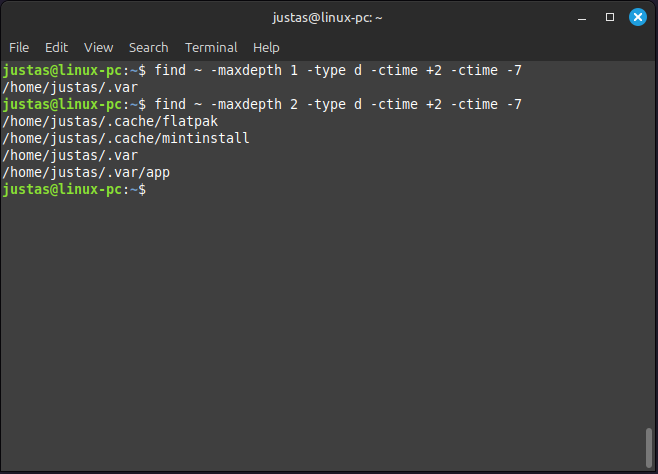 justas@linux-pc: ~
File Edit View Search Terminal Help
justas@linux-pc:~$ find ~ -maxdepth 1 -type d -ctime +2 -ctime -7
/home/justas/.var
justas@linux-pc:~$ find ~ -maxdepth 2 -type d -ctime +2 -ctime -7
/home/justas/.cache/flatpak
/home/justas/.cache/mintinstall
/home/justas/.var
/home/justas/.var/app
justas@linux-pc:~$